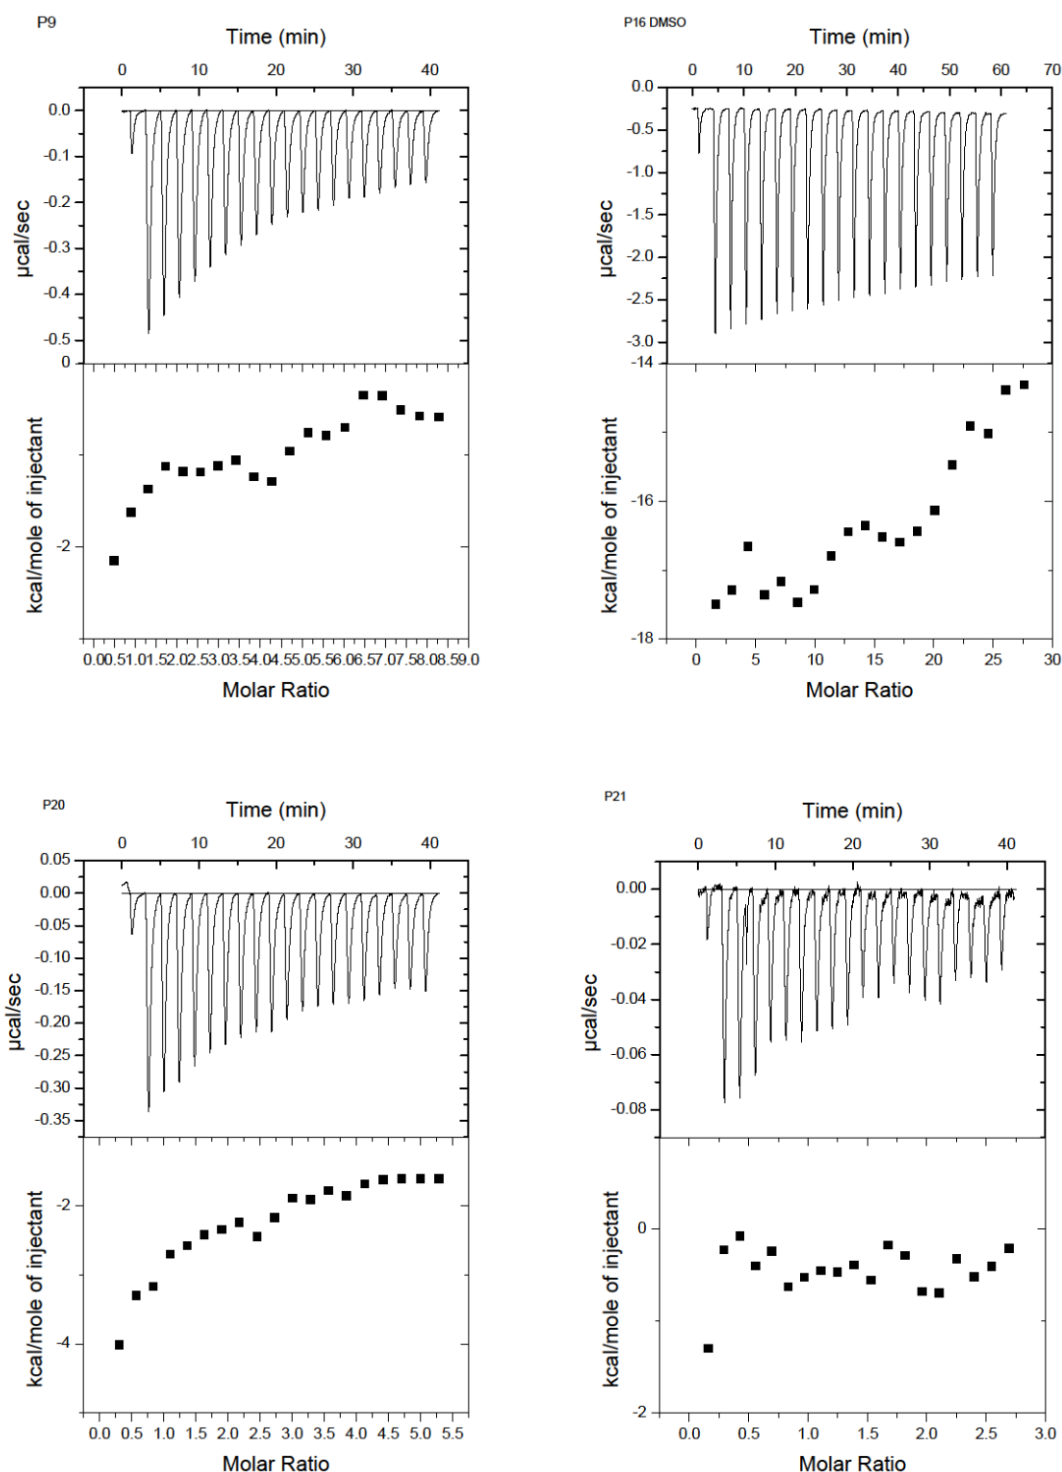 P9
Time (min)
0 10 20 30 40
0.0
-0.1
-0.2
-0.3
-0.4
-0.5
µcal/sec
0
-2
kcal/mole of injectant
0.00.51.01.52.02.53.03.54.04.55.05.56.06.57.07.58.08.59.0
Molar Ratio
P16 DMSO
Time (min)
0 10 20 30 40 50 60 70
0.0
-0.5
-1.0
-1.5
-2.0
-2.5
-3.0
µcal/sec
-14
-16
-18
kcal/mole of injectant
0 5 10 15 20 25 30
Molar Ratio
P20
Time (min)
0 10 20 30 40
0.05
0.00
-0.05
-0.10
-0.15
-0.20
-0.25
-0.30
-0.35
µcal/sec
-2
-4
kcal/mole of injectant
0.0 0.5 1.0 1.5 2.0 2.5 3.0 3.5 4.0 4.5 5.0 5.5
Molar Ratio
P21
Time (min)
0 10 20 30 40
0.00
-0.02
-0.04
-0.06
-0.08
µcal/sec
0
-2
kcal/mole of injectant
0.0 0.5 1.0 1.5 2.0 2.5 3.0
Molar Ratio